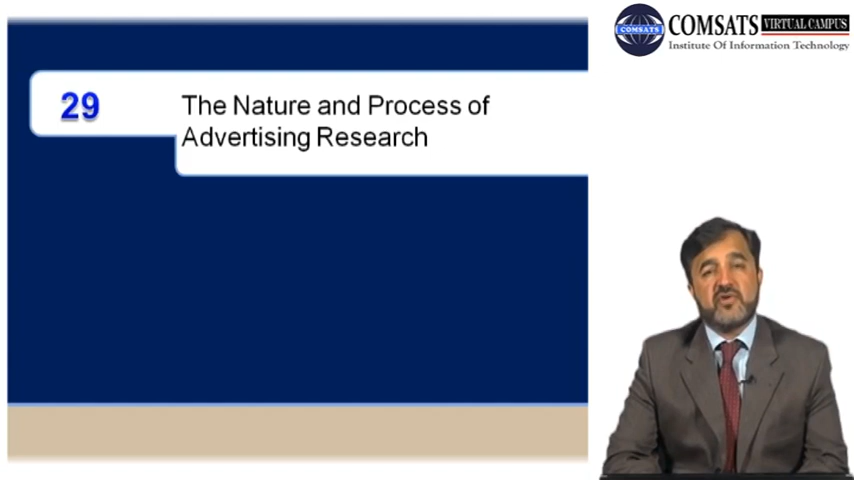 COMSATS VIRTUAL CAMPUS
COMSATS
Institute Of Information Technology
29
The Nature and Process of
Advertising Research